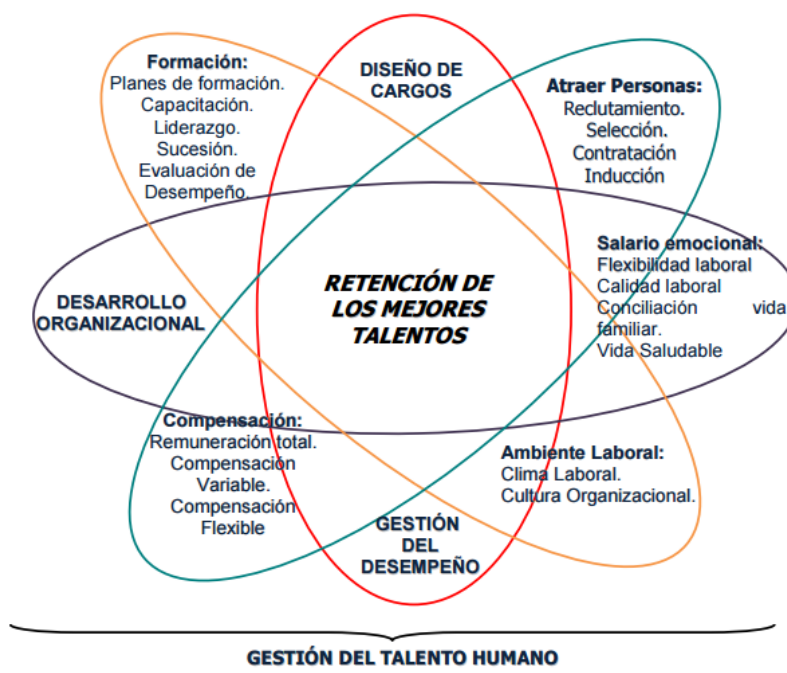 Formación:
Planes de formación.
Capacitación.
Liderazgo.
Sucesión.
Evaluación de
Desempeño.
DISEÑO DE
CARGOS
Atraer Personas:
Reclutamiento.
Selección.
Contratación
Inducción
DESARROLLO
ORGANIZACIONAL
RETENCIÓN DE
LOS MEJORES
TALENTOS
Salario emocional:
Flexibilidad laboral
Calidad laboral
Conciliación vida
familiar.
Vida Saludable
Compensación:
Remuneración total.
Compensación
Variable.
Compensación
Flexible
GESTIÓN
DEL
DESEMPEÑO
Ambiente Laboral:
Clima Laboral.
Cultura Organizacional.
GESTIÓN DEL TALENTO HUMANO